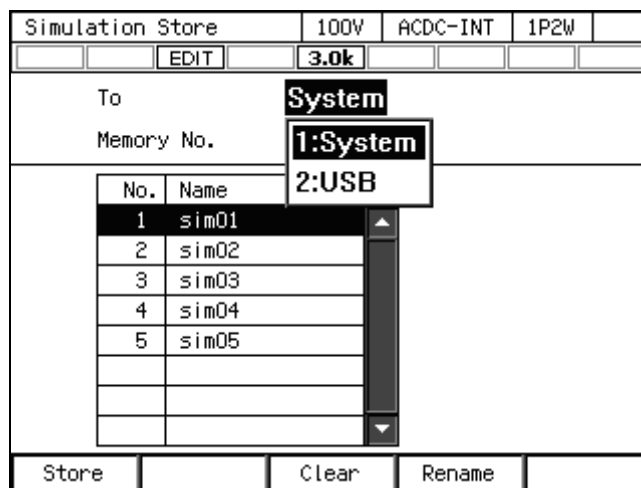 Simulation Store 100V ACDC-INT 1P2W
EDIT 3.0k
To System
Memory No. 1:System
2:USB
No. Name
1 sim01
2 sim02
3 sim03
4 sim04
5 sim05
Store Clear Rename